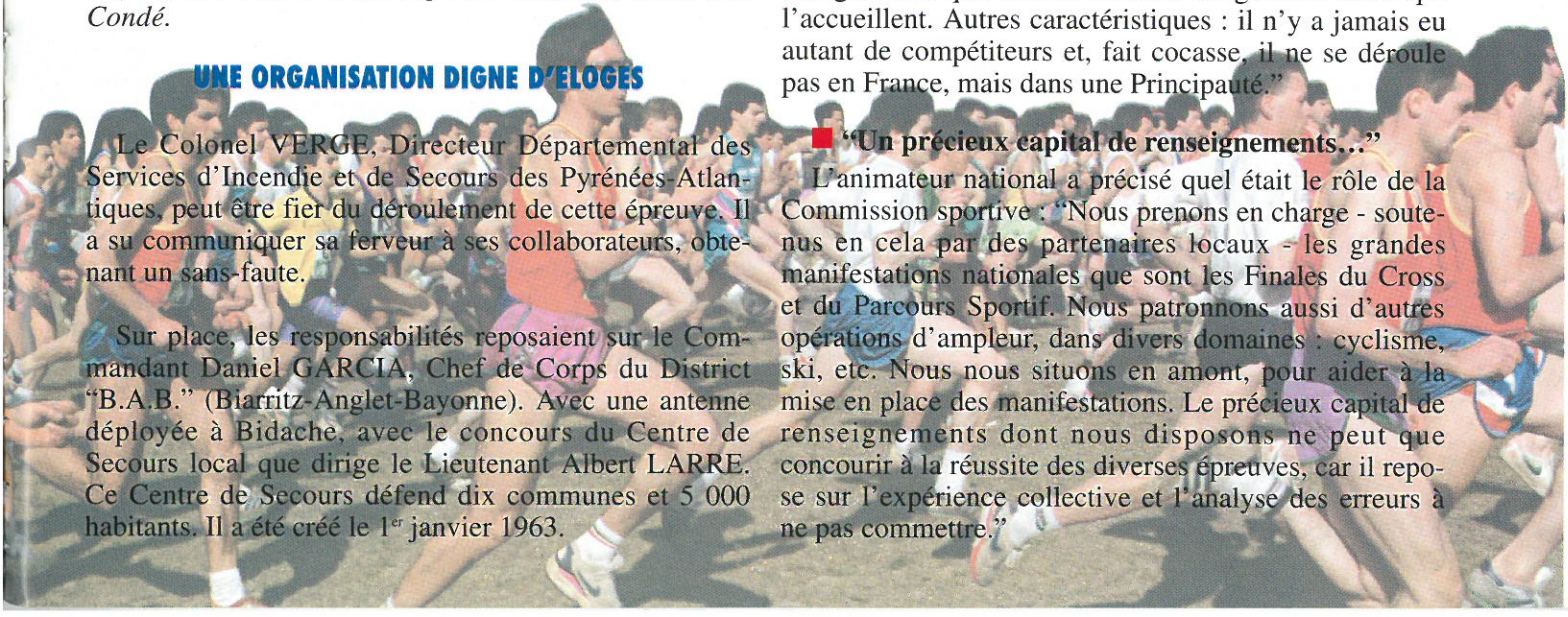 Condé.
UNE ORGANISATION DIGNE D'ELOGES
Le Colonel VERGE, Directeur Départemental des
Services d'Incendie et de Secours des Pyrénées-Atlan-
tiques, peut être fier du déroulement de cette épreuve. Il
a su communiquer sa ferveur à ses collaborateurs, obte-
nant un sans-faute.
Sur place, les responsabilités reposaient sur le Com-
mandant Daniel GARCIA, Chef de Corps du District
“B.A.B.” (Biarritz-Anglet-Bayonne). Avec une antenne
déployée à Bidache, avec le concours du Centre de
Secours local que dirige le Lieutenant Albert LARRE.
Ce Centre de Secours défend dix communes et 5 000
habitants. Il a été créé le 1er janvier 1963.
l'accueillent. Autres caractéristiques : il n'y a jamais eu
autant de compétiteurs et, fait cocasse, il ne se déroule
pas en France, mais dans une Principauté.”
“Un précieux capital de renseignements...”
L'animateur national a précisé quel était le rôle de la
Commission sportive : “Nous prenons en charge - soute-
nus en cela par des partenaires locaux - les grandes
manifestations nationales que sont les Finales du Cross
et du Parcours Sportif. Nous patronnons aussi d'autres
opérations d'ampleur, dans divers domaines : cyclisme,
ski, etc. Nous nous situons en amont, pour aider à la
mise en place des manifestations. Le précieux capital de
renseignements dont nous disposons ne peut que
concourir à la réussite des diverses épreuves, car il repo-
se sur l'expérience collective et l'analyse des erreurs à
ne pas commettre.”